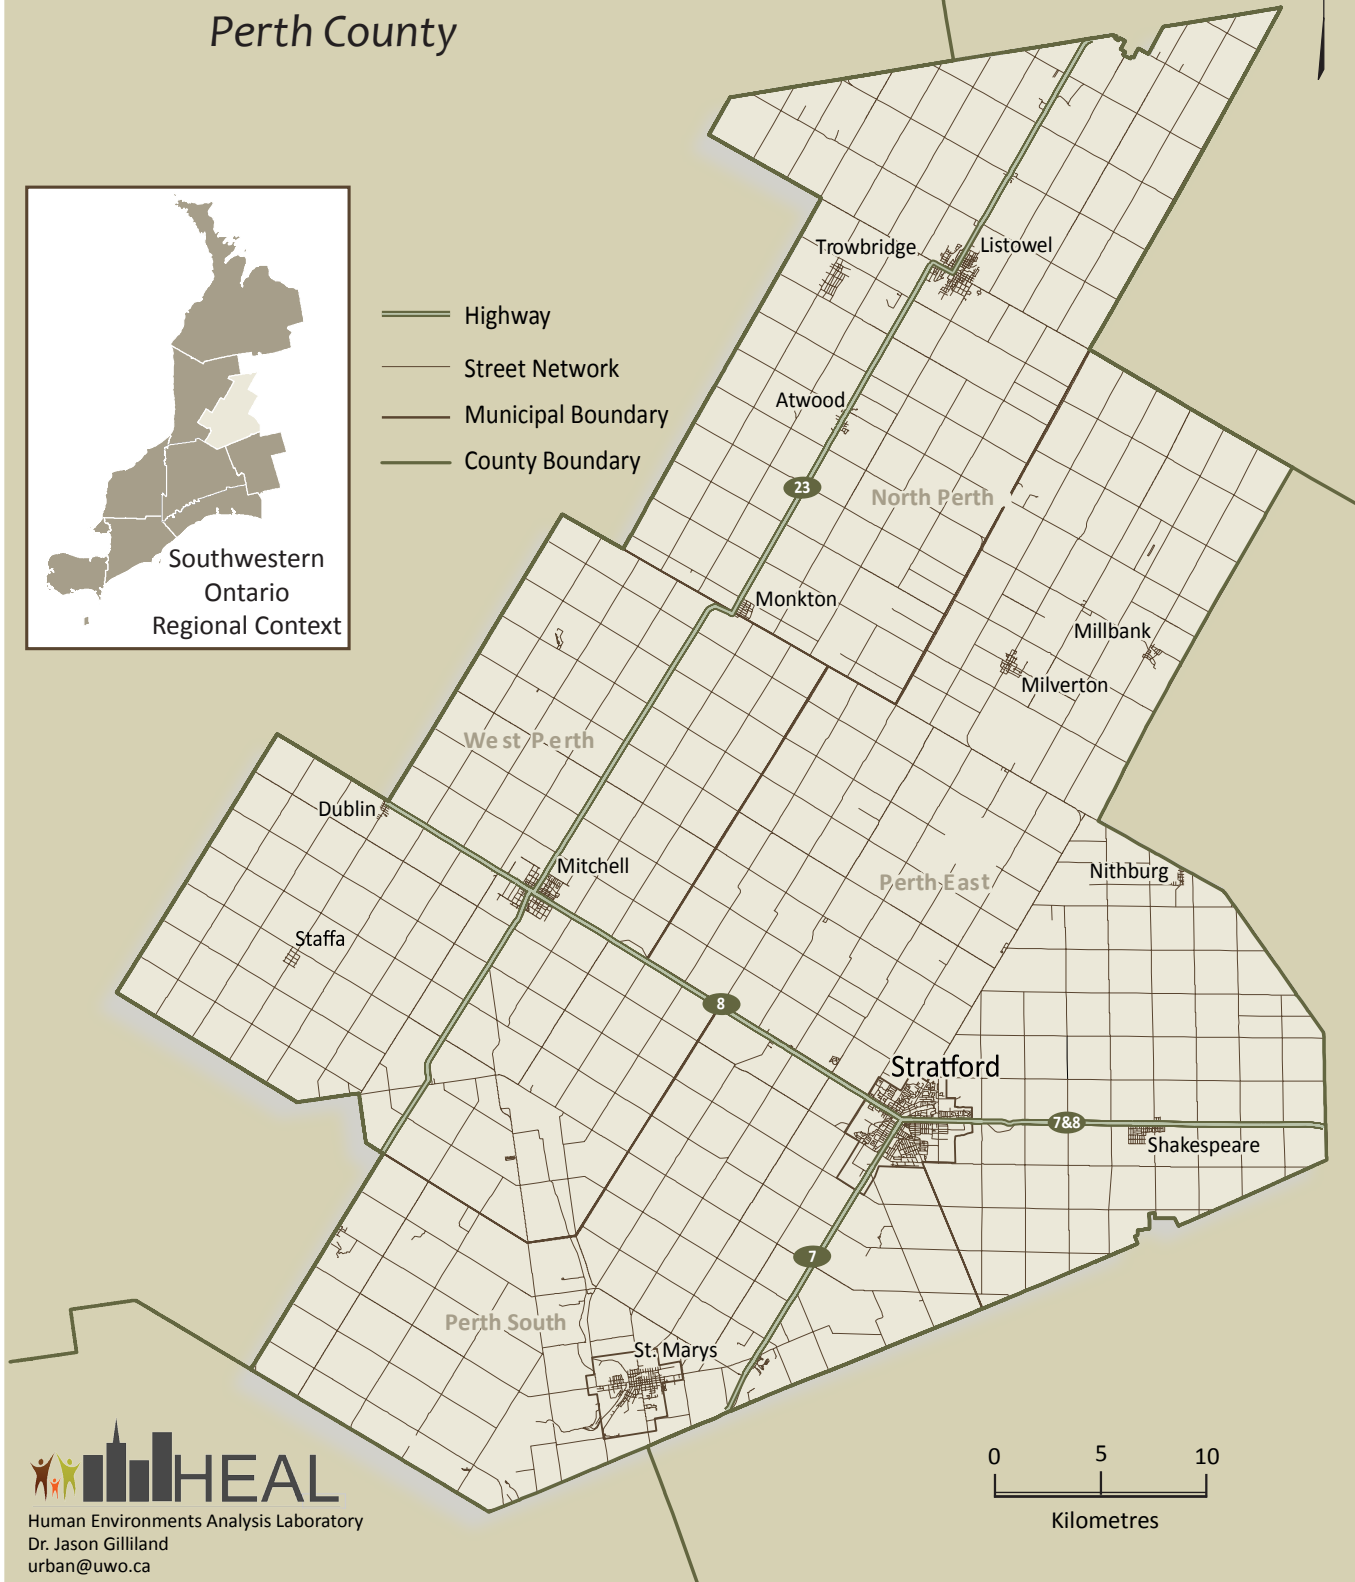 Perth County
Trowbridge
Listowel
Highway
Street Network
Atwood
Municipal Boundary
County Boundary
23
North Perth
Southwestern
Ontario
Regional Context
Monkton
Millbank
Milverton
West Perth
Dublin
Mitchell
Nithburg
Perth East
Staffa
8
Stratford
7&8
Shakespeare
7
Perth South
St. Marys
HEAL
Human Environments Analysis Laboratory
Dr. Jason Gilliland
urban@uwo.ca
0 5 10
Kilometres